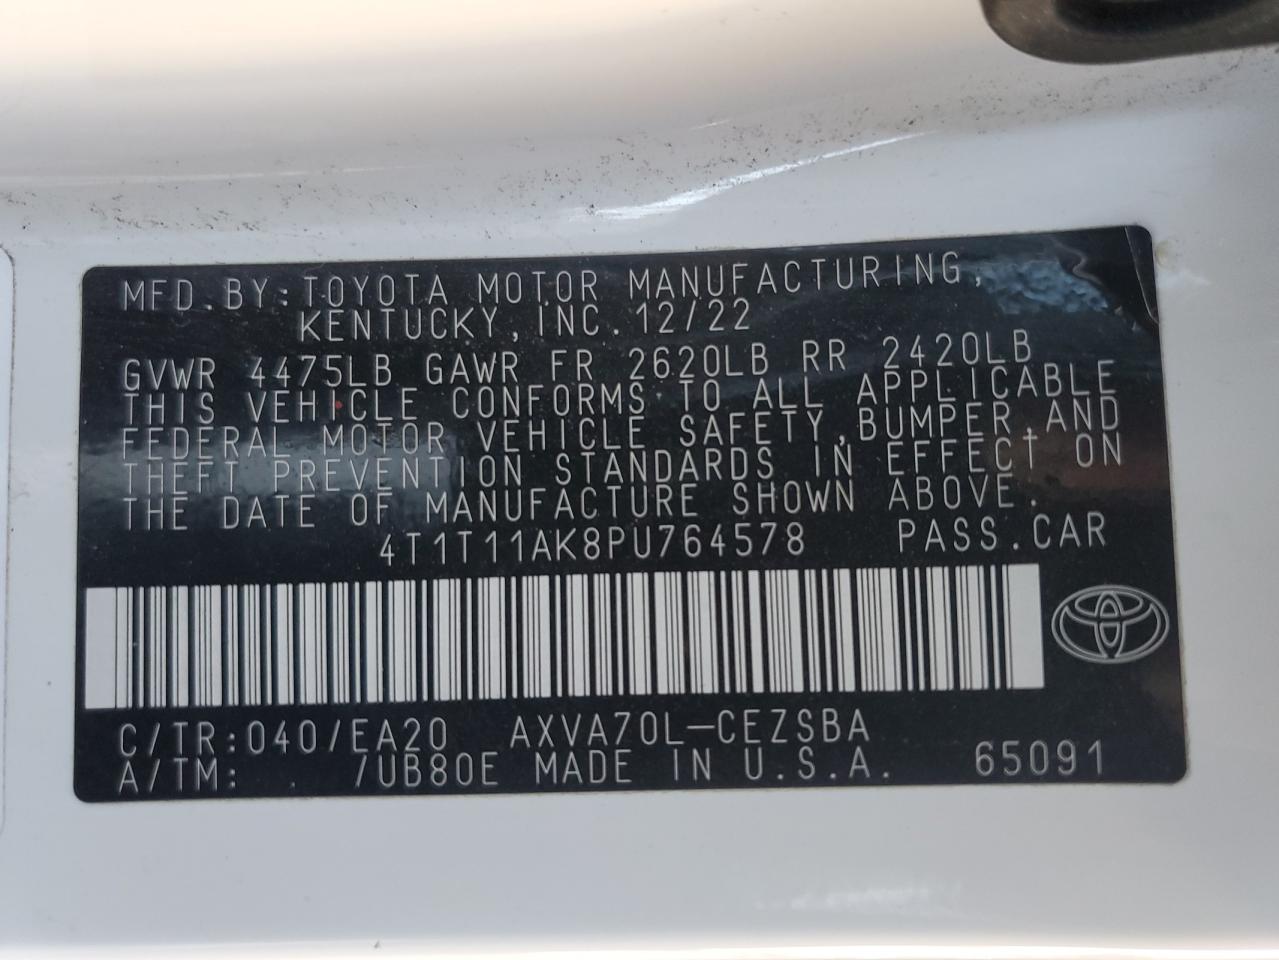 MFD. BY: TOYOTA MOTOR MANUFACTURING,
KENTUCKY, INC. 12/22
GVWR 4475LB GAWR FR 2620LB RR 2420LB
THIS VEHICLE CONFORMS TO ALL APPLICABLE
FEDERAL MOTOR VEHICLE SAFETY, BUMPER, AND
THEFT PREVENTION STANDARDS IN EFFECT ON
THE DATE OF MANUFACTURE SHOWN ABOVE.
4T1T11AK8PU764578 PASS. CAR
C/TR: 040/EA20 AXVA70L-CEZSBA
A/TM: /UB80E MADE IN U.S.A. 65091